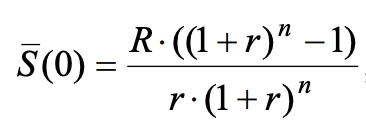 S̅(0) = R·((1+r)ⁿ −1) / r·(1+r)ⁿ